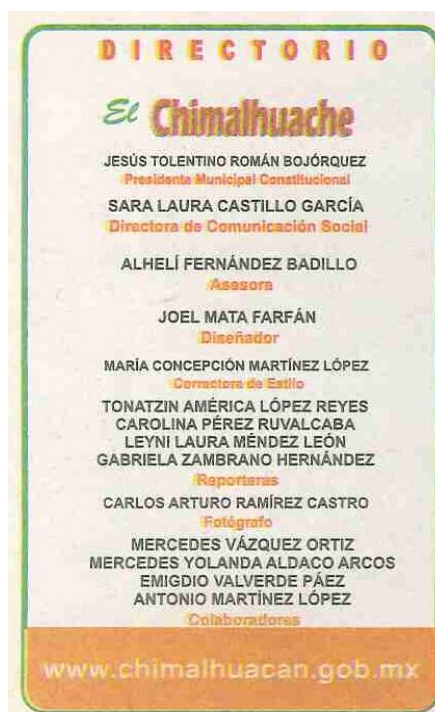 DIRECTORIO
El Chimalhuache
JESÚS TOLENTINO ROMÁN BOJÓRQUEZ
Presidente Municipal Constitucional
SARA LAURA CASTILLO GARCÍA
Directora de Comunicación Social
ALHELÍ FERNÁNDEZ BADILLO
Asesora
JOEL MATA FARFÁN
Diseñador
MARÍA CONCEPCIÓN MARTÍNEZ LÓPEZ
Correctora de Estilo
TONATZIN AMÉRICA LÓPEZ REYES
CAROLINA PÉREZ RUVALCABA
LEYNI LAURA MÉNDEZ LEÓN
GABRIELA ZAMBRANO HERNÁNDEZ
Reporteras
CARLOS ARTURO RAMÍREZ CASTRO
Fotógrafo
MERCEDES VÁZQUEZ ORTIZ
MERCEDES YOLANDA ALDACO ARCOS
EMIGDIO VALVERDE PÁEZ
ANTONIO MARTÍNEZ LÓPEZ
Colaboradores
www.chimalhuacan.gob.mx